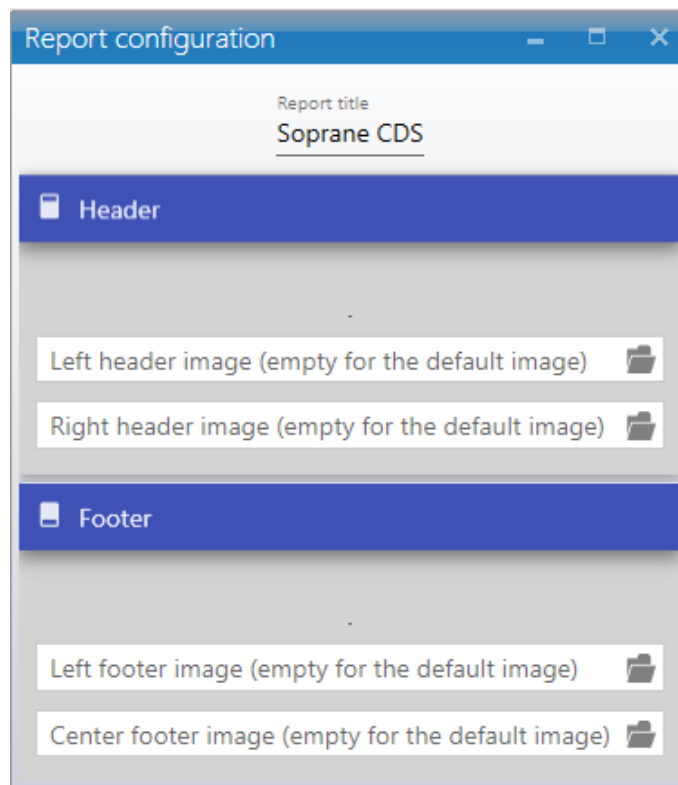 Report configuration
Report title
Soprane CDS
Header
-
Left header image (empty for the default image)
Right header image (empty for the default image)
Footer
-
Left footer image (empty for the default image)
Center footer image (empty for the default image)